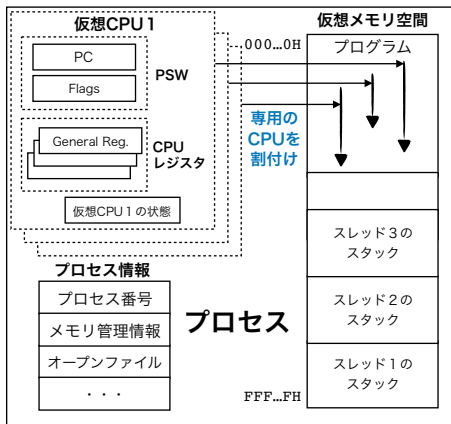 仮想CPU１
PC
Flags
PSW
General Reg.
CPU
レジスタ
仮想CPU１の状態
プロセス情報
プロセス番号
メモリ管理情報
オープンファイル
・・・
プロセス
専用の
CPUを
割付け
仮想メモリ空間
000...0H
プログラム
スレッド３の
スタック
スレッド２の
スタック
スレッド１の
スタック
FFF...FH